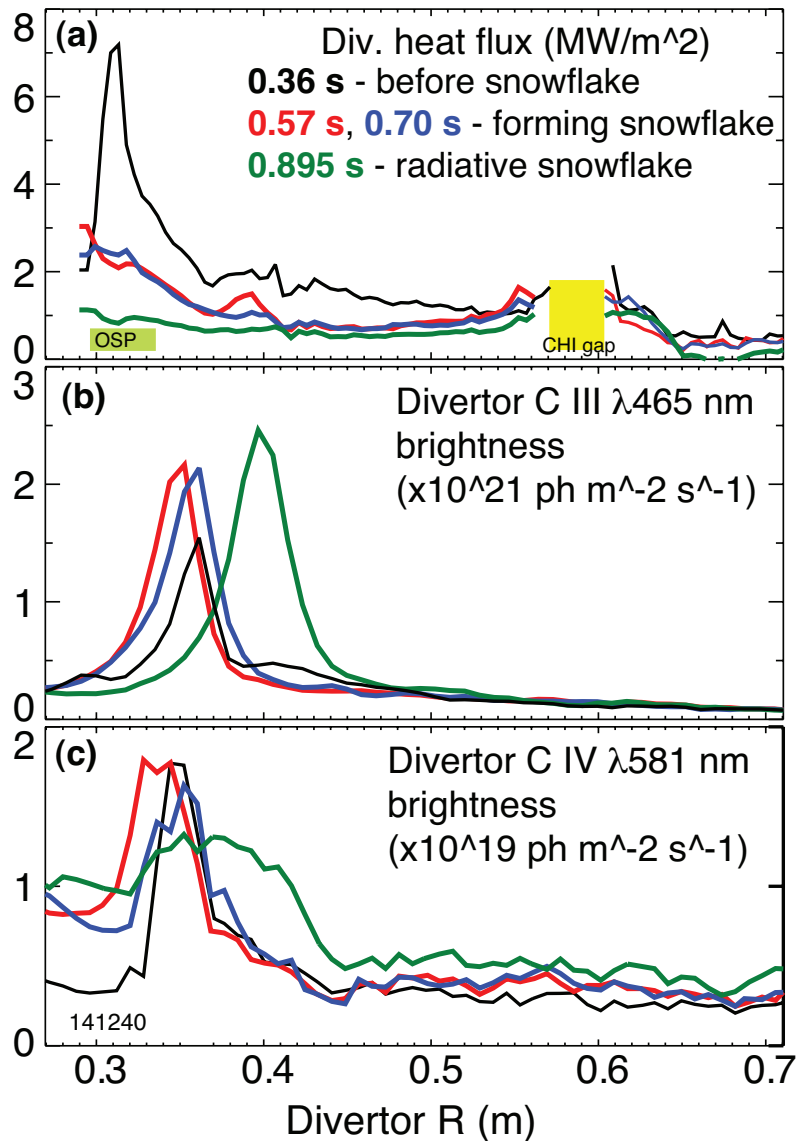 (a) Div. heat flux (MW/m^2)
0.36 s - before snowflake
0.57 s, 0.70 s - forming snowflake
0.895 s - radiative snowflake
8
6
4
2
0
OSP
CHI gap
(b) Divertor C III λ465 nm
brightness
(x10^21 ph m^-2 s^-1)
3
2
1
0
(c) Divertor C IV λ581 nm
brightness
(x10^19 ph m^-2 s^-1)
2
1
0
141240
0.3 0.4 0.5 0.6 0.7
Divertor R (m)